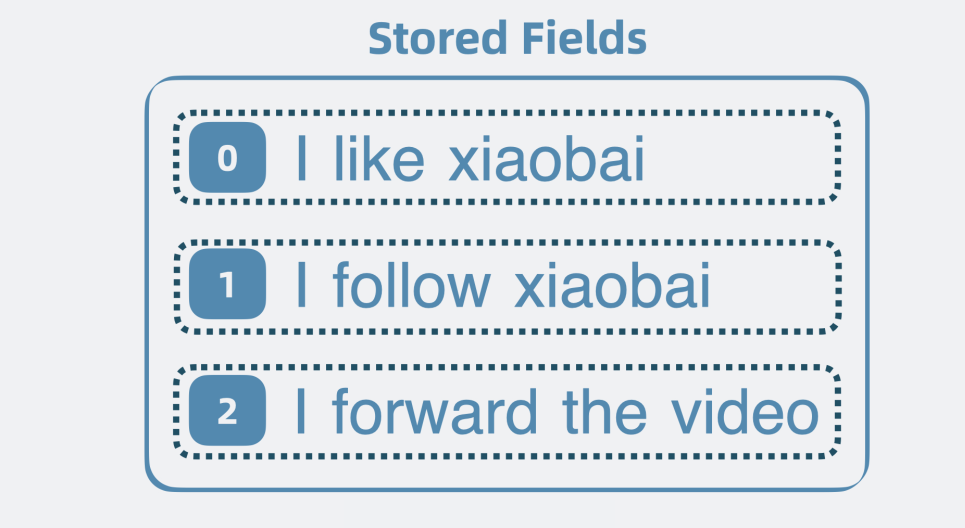 Stored Fields
0 I like xiaobai
1 I follow xiaobai
2 I forward the video